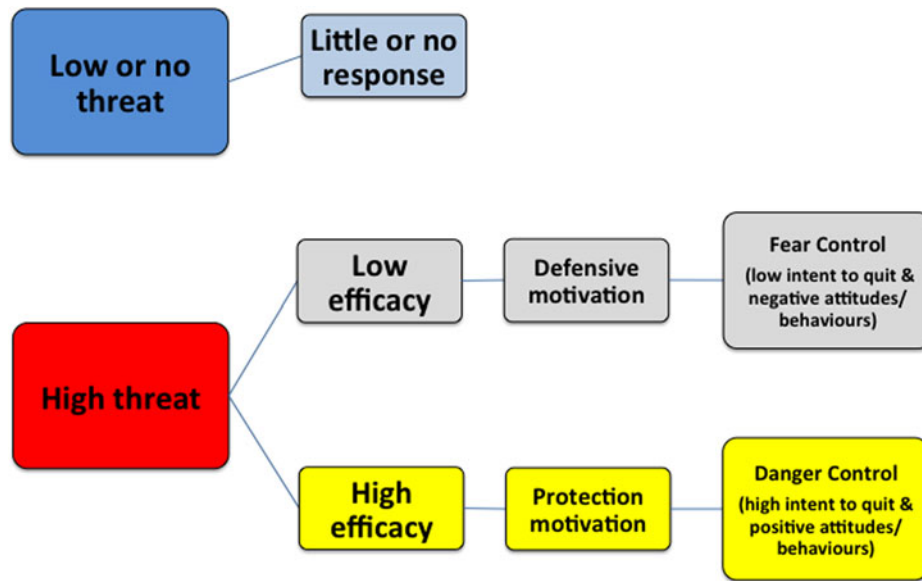 Low or no
threat
Little or no
response
High threat
Low
efficacy
Defensive
motivation
Fear Control
(low intent to quit &
negative attitudes/
behaviours)
High
efficacy
Protection
motivation
Danger Control
(high intent to quit &
positive attitudes/
behaviours)